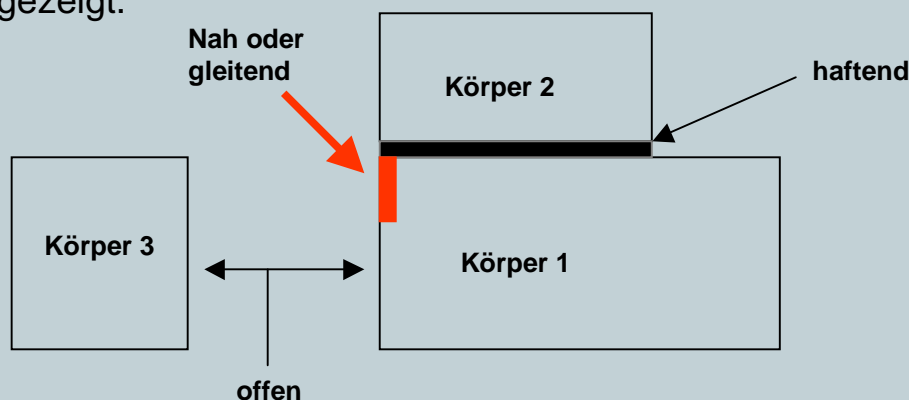 gezeigt.
Nah oder
gleitend
Körper 2
haftend
Körper 3
Körper 1
offen